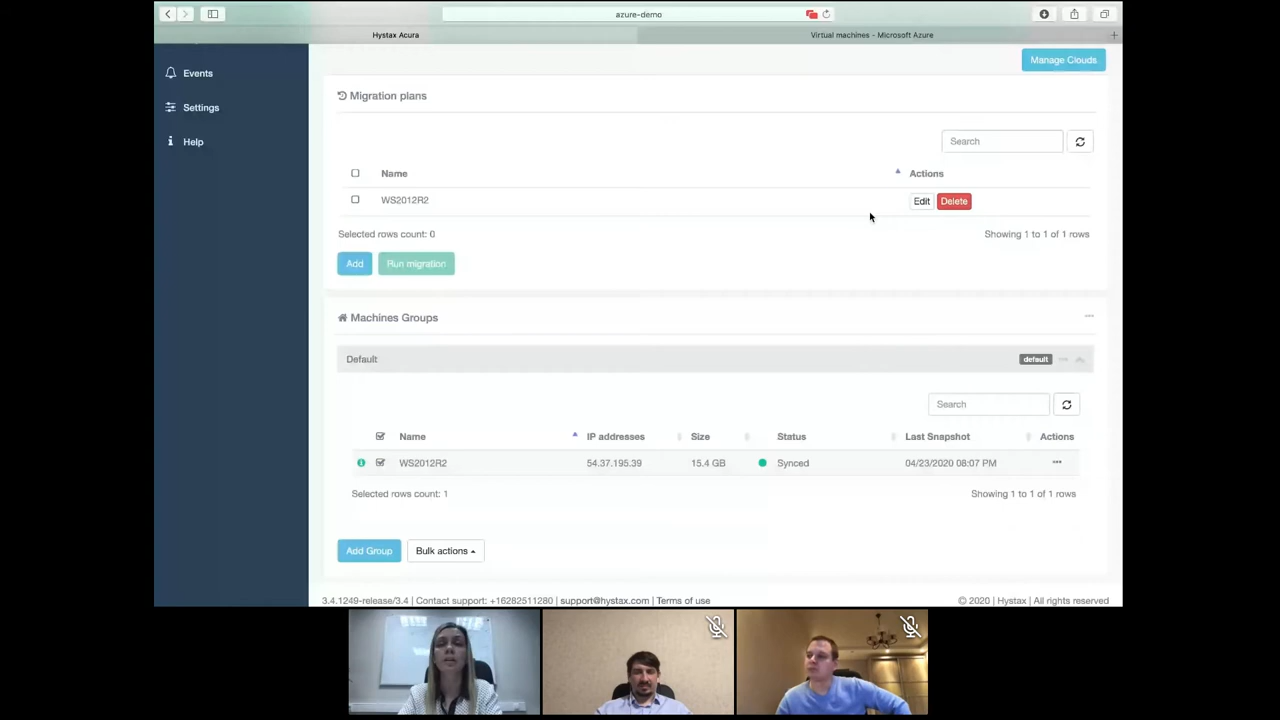 azure-demo
Hystax Acura
Virtual machines - Microsoft Azure
Events
Settings
Help
Manage Clouds
Migration plans
Search
Name Actions
WS2012R2 Edit Delete
Selected rows count: 0 Showing 1 to 1 of 1 rows
Add Run migration
Machines Groups
Default default
Search
Name IP addresses Size Status Last Snapshot Actions
WS2012R2 54.37.195.39 15.4 GB Synced 04/23/2020 08:07 PM
Selected rows count: 1 Showing 1 to 1 of 1 rows
Add Group Bulk actions
3.4.1249-release/3.4 | Contact support: +16282511280 | support@hystax.com | Terms of use © 2020 | Hystax | All rights reserved